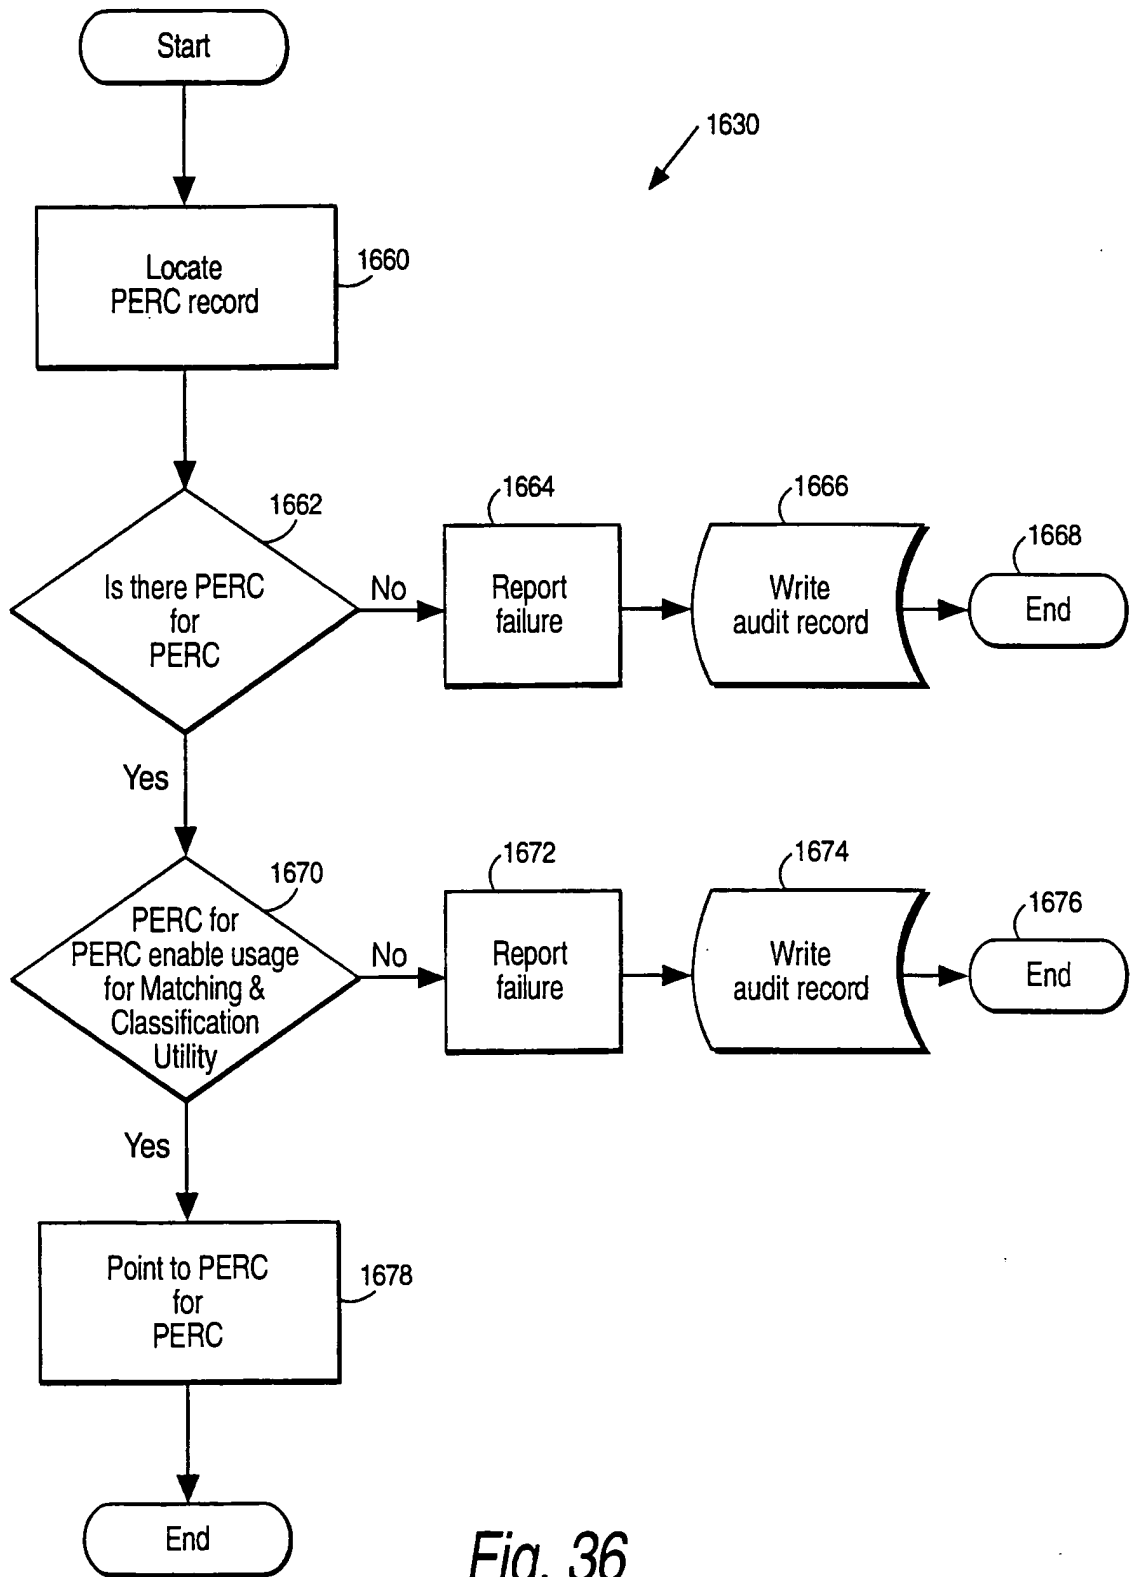 Start
1630
Locate
PERC record
1660
1662
Is there PERC
for
PERC
No
1664
Report
failure
1666
Write
audit record
1668
End
Yes
1670
PERC for
PERC enable usage
for Matching &
Classification
Utility
No
1672
Report
failure
1674
Write
audit record
1676
End
Yes
Point to PERC
for
PERC
1678
End
Fig. 36